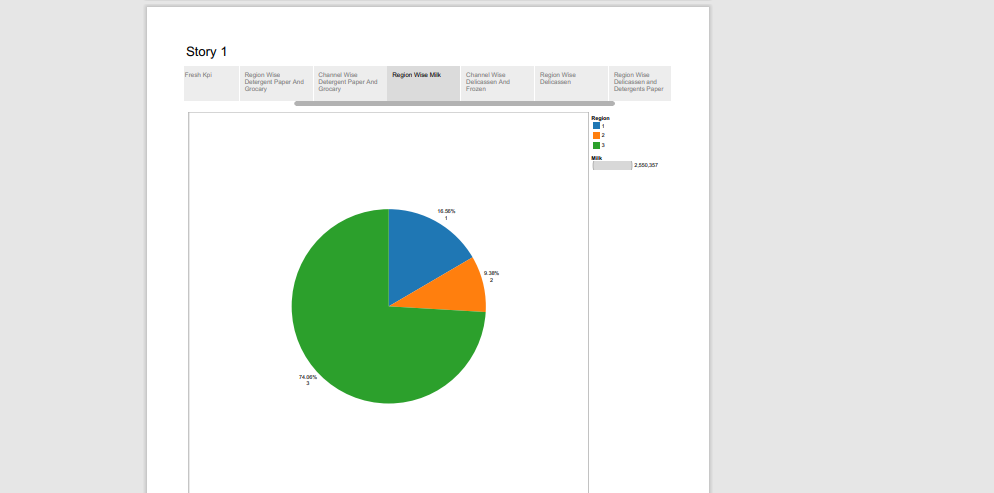 Story 1
Fresh Kpi
Region Wise
Detergent Paper And
Grocary
Channel Wise
Detergent Paper And
Grocary
Region Wise Milk
Channel Wise
Delicassen And
Frozen
Region Wise
Delicassen
Region Wise
Delicassen and
Detergents Paper
Region
1
2
3
Milk
2,550,357
16.56%
1
9.38%
2
74.06%
3